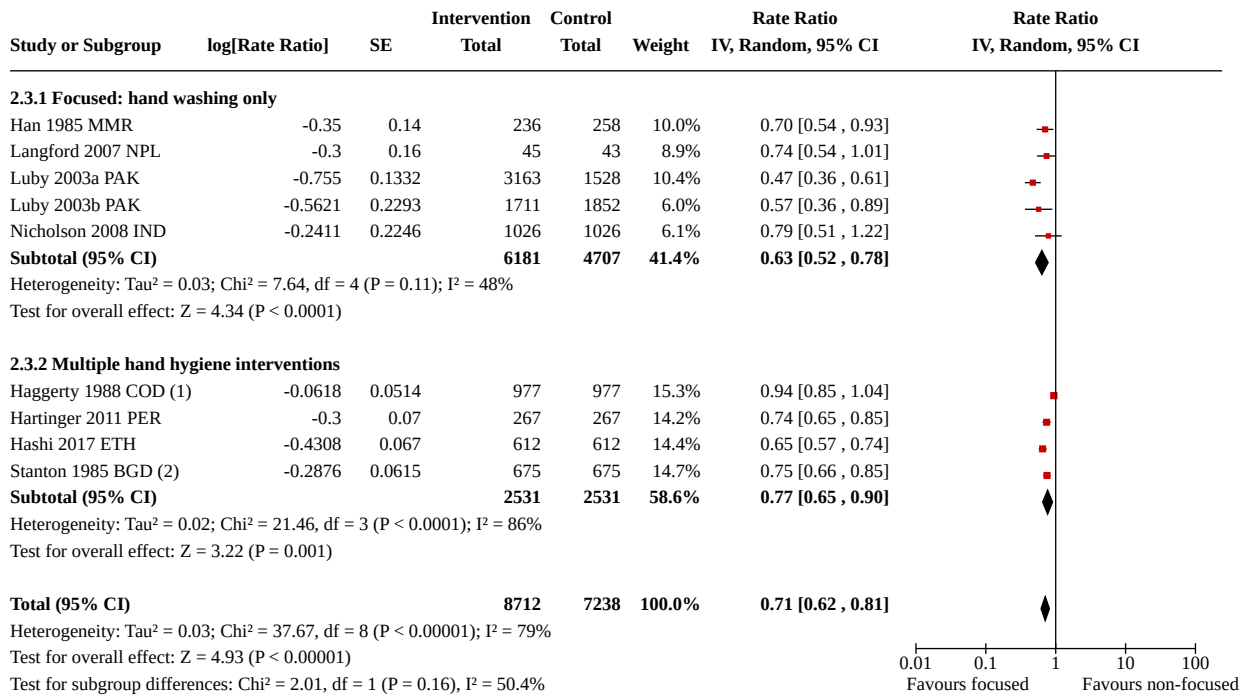 Intervention Control Rate Ratio Rate Ratio
Study or Subgroup log[Rate Ratio] SE Total Total Weight IV, Random, 95% CI IV, Random, 95% CI
2.3.1 Focused: hand washing only
Han 1985 MMR -0.35 0.14 236 258 10.0% 0.70 [0.54 , 0.93]
Langford 2007 NPL -0.3 0.16 45 43 8.9% 0.74 [0.54 , 1.01]
Luby 2003a PAK -0.755 0.1332 3163 1528 10.4% 0.47 [0.36 , 0.61]
Luby 2003b PAK -0.5621 0.2293 1711 1852 6.0% 0.57 [0.36 , 0.89]
Nicholson 2008 IND -0.2411 0.2246 1026 1026 6.1% 0.79 [0.51 , 1.22]
Subtotal (95% CI) 6181 4707 41.4% 0.63 [0.52 , 0.78]
Heterogeneity: Tau² = 0.03; Chi² = 7.64, df = 4 (P = 0.11); I² = 48%
Test for overall effect: Z = 4.34 (P < 0.0001)
2.3.2 Multiple hand hygiene interventions
Haggerty 1988 COD (1) -0.0618 0.0514 977 977 15.3% 0.94 [0.85 , 1.04]
Hartinger 2011 PER -0.3 0.07 267 267 14.2% 0.74 [0.65 , 0.85]
Hashi 2017 ETH -0.4308 0.067 612 612 14.4% 0.65 [0.57 , 0.74]
Stanton 1985 BGD (2) -0.2876 0.0615 675 675 14.7% 0.75 [0.66 , 0.85]
Subtotal (95% CI) 2531 2531 58.6% 0.77 [0.65 , 0.90]
Heterogeneity: Tau² = 0.02; Chi² = 21.46, df = 3 (P < 0.0001); I² = 86%
Test for overall effect: Z = 3.22 (P = 0.001)
Total (95% CI) 8712 7238 100.0% 0.71 [0.62 , 0.81]
Heterogeneity: Tau² = 0.03; Chi² = 37.67, df = 8 (P < 0.00001); I² = 79%
Test for overall effect: Z = 4.93 (P < 0.00001)
0.01 0.1 1 10 100
Test for subgroup differences: Chi² = 2.01, df = 1 (P = 0.16), I² = 50.4% Favours focused Favours non-focused